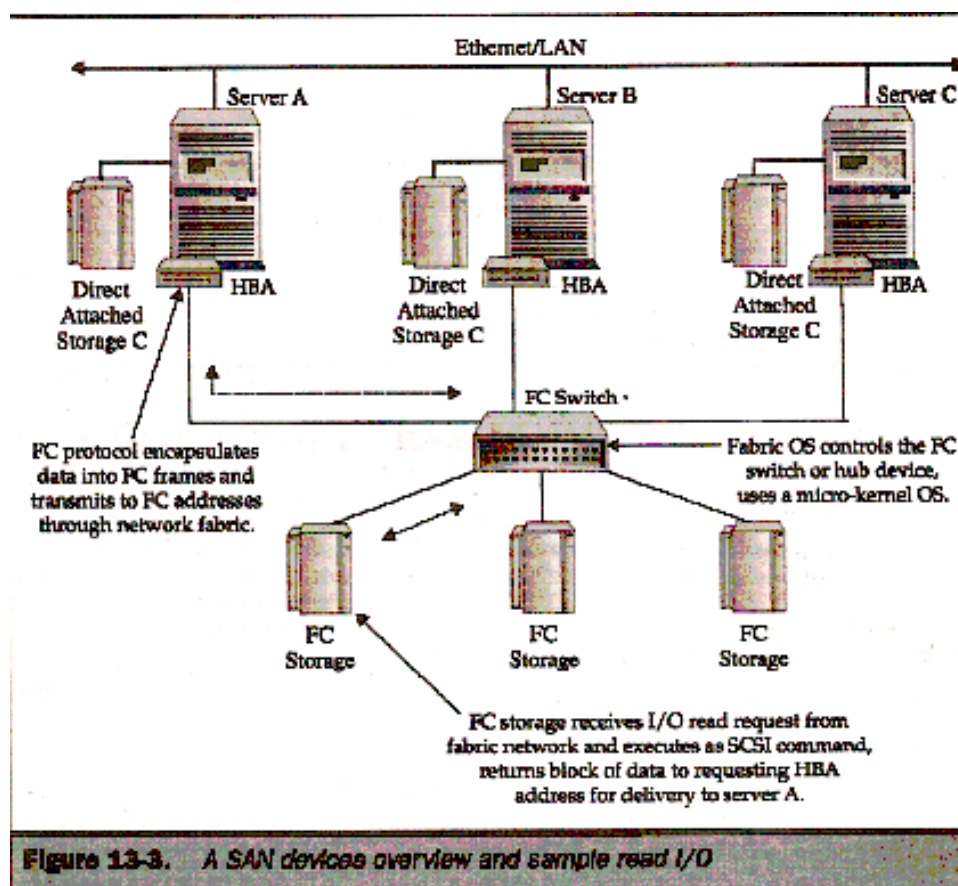 Ethernet/LAN
Server A
Server B
Server C
HBA
HBA
HBA
Direct
Attached
Storage C
Direct
Attached
Storage C
Direct
Attached
Storage C
FC Switch
FC protocol encapsulates
data into FC frames and
transmits to FC addresses
through network fabric.
Fabric OS controls the FC
switch or hub device,
uses a micro-kernel OS.
FC
Storage
FC
Storage
FC
Storage
FC storage receives I/O read request from
fabric network and executes as SCSI command,
returns block of data to requesting HBA
address for delivery to server A.
Figure 13-3. A SAN devices overview and sample read I/O